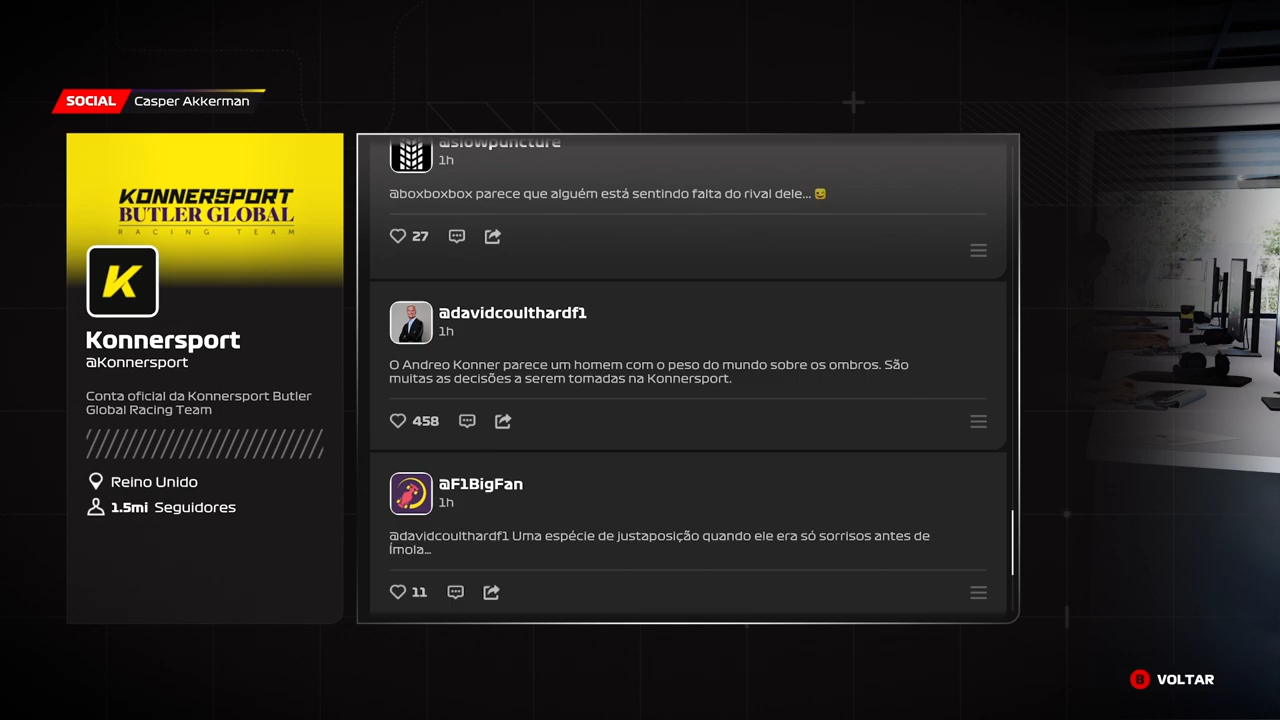 SOCIAL Casper Akkerman
KONNERSPORT
BUTLER GLOBAL
RACING TEAM
K
Konnersport
@Konnersport
Conta oficial da Konnersport Butler
Global Racing Team
Reino Unido
1.5mi Seguidores
@slowpuncture
1h
@boxboxbox parece que alguém está sentindo falta do rival dele...
27
@davidcoulthardf1
1h
O Andreo Konner parece um homem com o peso do mundo sobre os ombros. São
muitas as decisões a serem tomadas na Konnersport.
458
@F1BigFan
1h
@davidcoulthardf1 Uma espécie de justaposição quando ele era só sorrisos antes de
Ímola...
11
B VOLTAR